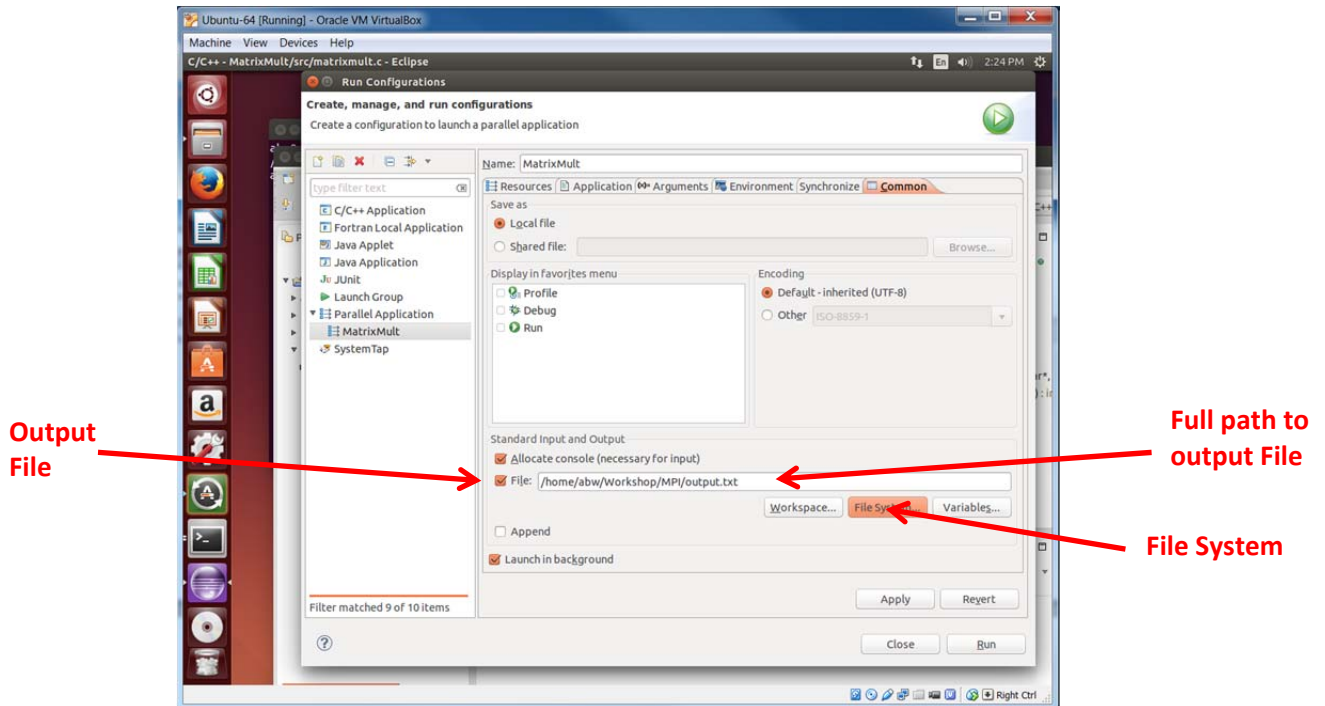 Ubuntu-64 [Running] - Oracle VM VirtualBox
Machine View Devices Help
C/C++ - MatrixMult/src/matrixmult.c - Eclipse
En 2:24 PM
Run Configurations
Create, manage, and run configurations
Create a configuration to launch a parallel application
Name: MatrixMult
type filter text
Resources Application Arguments Environment Synchronize Common
C/C++ Application
Fortran Local Application
Java Applet
Java Application
Ju JUnit
Launch Group
Parallel Application
MatrixMult
SystemTap
Filter matched 9 of 10 items
Save as
Local file
Shared file: Browse...
Display in favorites menu
Profile
Debug
Run
Encoding
Default - inherited (UTF-8)
Other ISO-8859-1
Standard Input and Output
Allocate console (necessary for input)
File: /home/abw/Workshop/MPI/output.txt
Workspace... File System... Variables...
Append
Launch in background
Apply Revert
Close Run
Right Ctrl
Output
File
Full path to
output File
File System